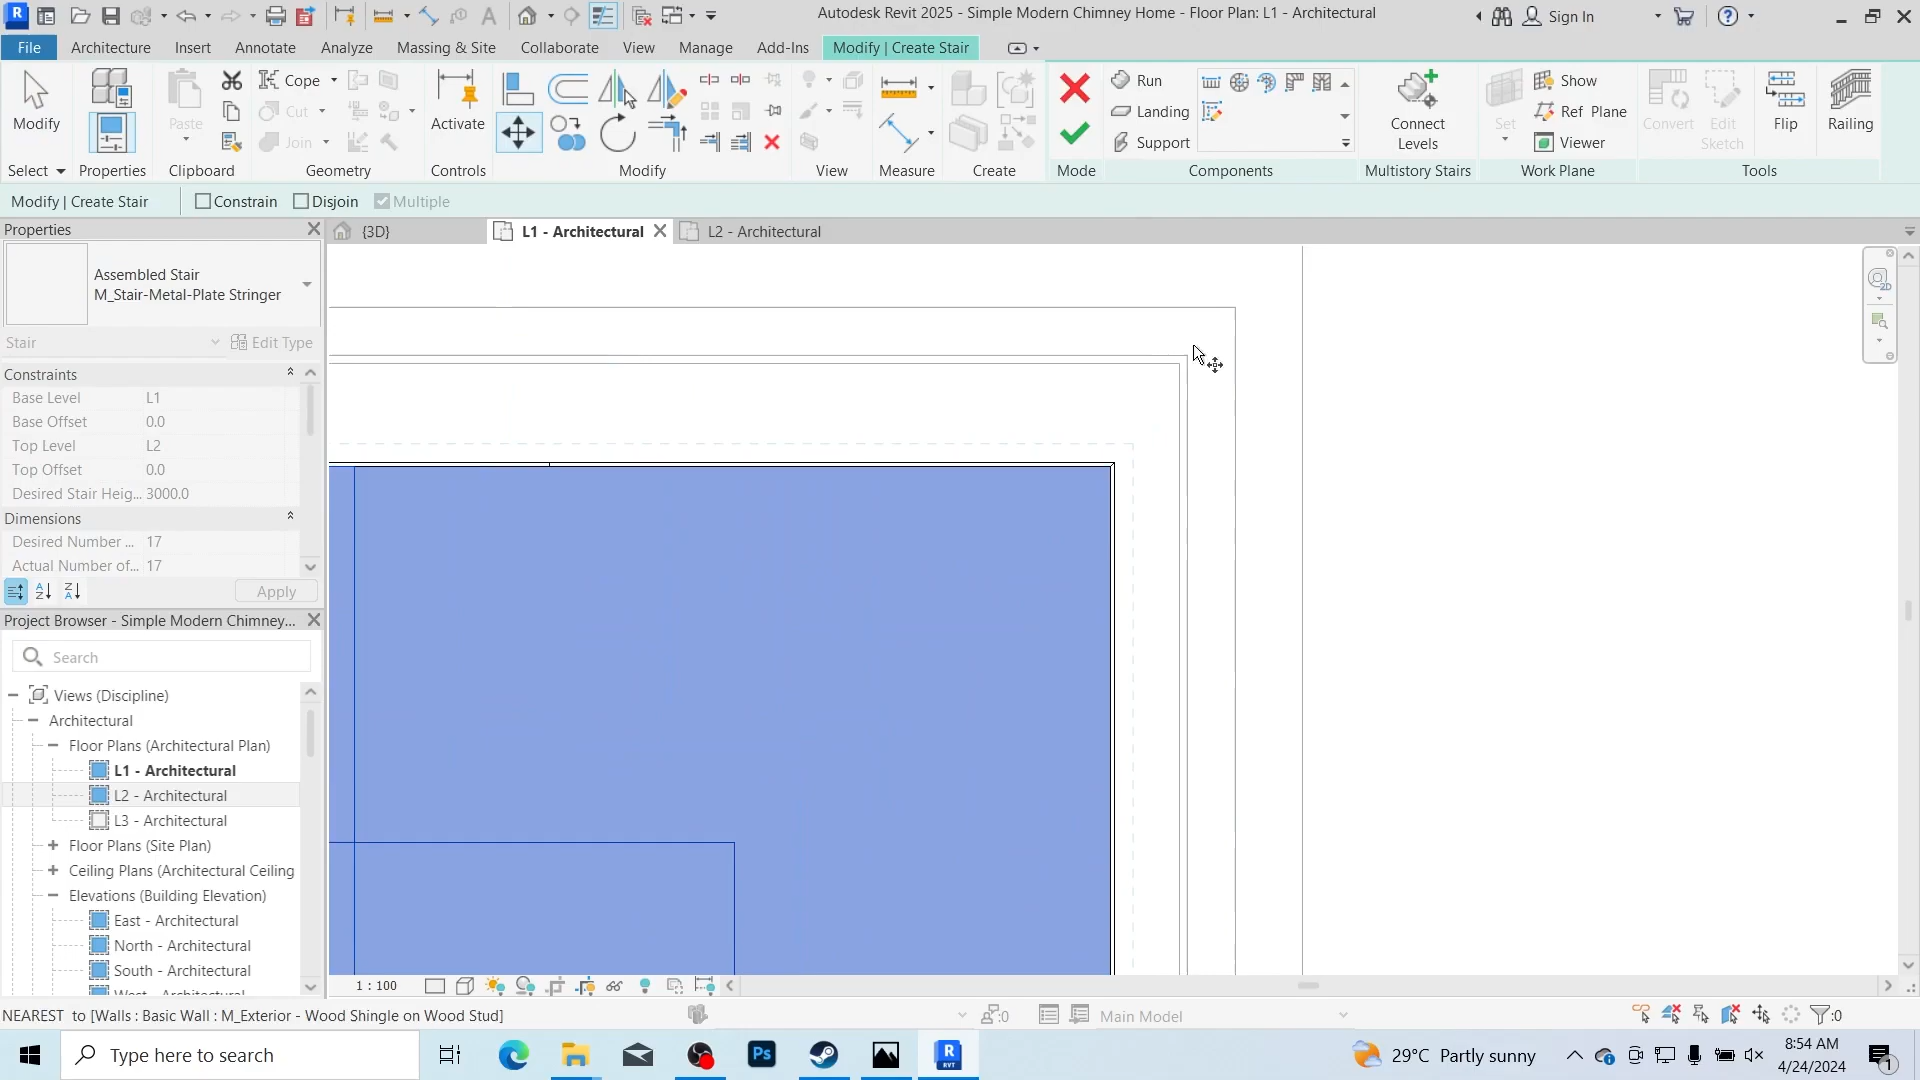 Autodesk Revit 2025 - Simple Modern Chimney Home - Floor Plan: L1 - Architectural
Sign In
File
Architecture
Insert
Annotate
Analyze
Massing & Site
Collaborate
View
Manage
Add-Ins
Modify | Create Stair
Modify
Paste
Cope
Cut
Join
Activate
Run
Landing
Support
Connect
Levels
Set
Show
Ref Plane
Viewer
Convert
Edit
Sketch
Flip
Railing
Select
Properties
Clipboard
Geometry
Controls
Modify
View
Measure
Create
Mode
Components
Multistory Stairs
Work Plane
Tools
Modify | Create Stair
Constrain
Disjoin
Multiple
Properties
{3D}
L1 - Architectural
L2 - Architectural
Assembled Stair
M_Stair-Metal-Plate Stringer
Stair
Edit Type
Constraints
Base Level L1
Base Offset 0.0
Top Level L2
Top Offset 0.0
Desired Stair Heig... 3000.0
Dimensions
Desired Number ... 17
Actual Number of... 17
Apply
Project Browser - Simple Modern Chimney...
Search
Views (Discipline)
Architectural
Floor Plans (Architectural Plan)
L1 - Architectural
L2 - Architectural
L3 - Architectural
Floor Plans (Site Plan)
Ceiling Plans (Architectural Ceiling
Elevations (Building Elevation)
East - Architectural
North - Architectural
South - Architectural
West - Architectural
1 : 100
NEAREST to [Walls : Basic Wall : M_Exterior - Wood Shingle on Wood Stud]
:0
Main Model
:0
Type here to search
29°C Partly sunny
8:54 AM
4/24/2024